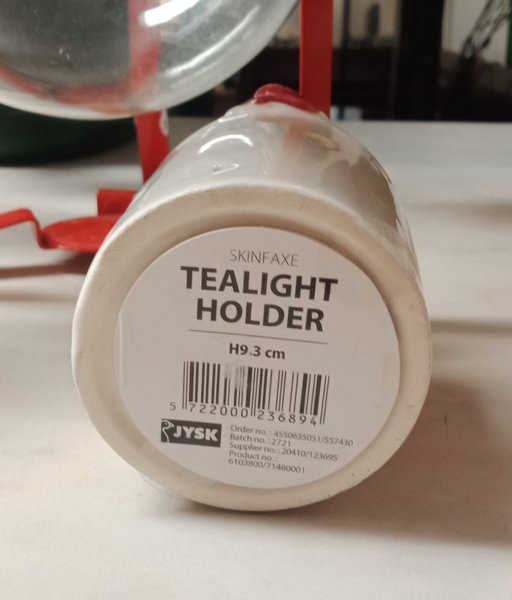 SKINFAXE
TEALIGHT
HOLDER
H9.3 cm
5 722000 236894
JYSK
Order no.: 4550635051/557430
Batch no.: 2721
Supplier no.: 20410/123695
Product no.:
6103800/71480001